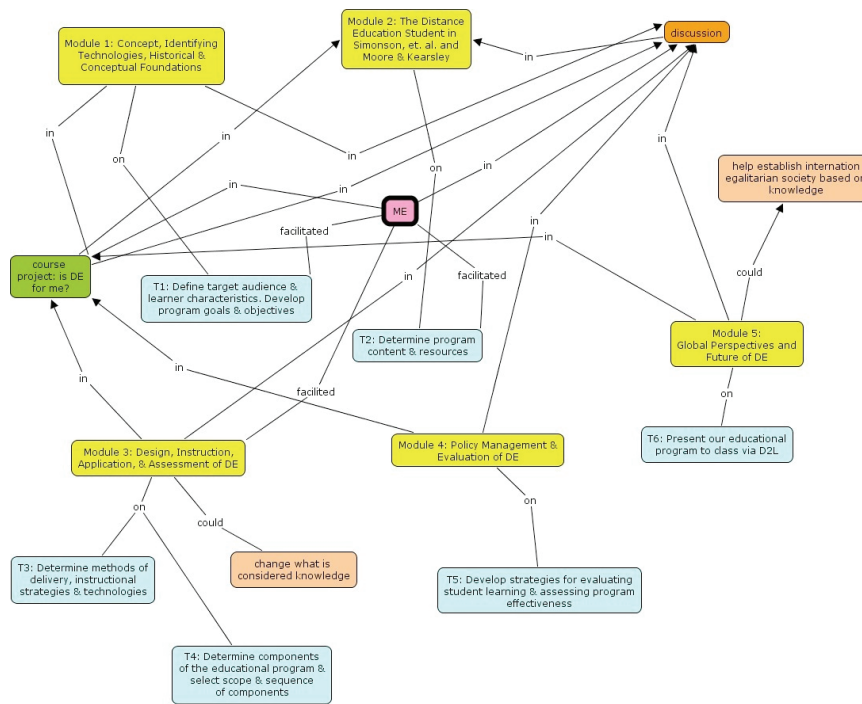 Module 1: Concept, Identifying
Technologies, Historical &
Conceptual Foundations
Module 2: The Distance
Education Student in
Simonson, et. al. and
Moore & Kearsley
discussion
in
in
in
in
on
in
in
on
in
help establish internation
egalitarian society based on
knowledge
in
in
ME
in
facilitated
in
course
project: is DE
for me?
T1: Define target audience &
learner characteristics. Develop
program goals & objectives
in
facilitated
could
T2: Determine program
content & resources
Module 5:
Global Perspectives and
Future of DE
in
in
facilited
on
Module 3: Design, Instruction,
Application, & Assessment of DE
Module 4: Policy Management &
Evaluation of DE
T6: Present our educational
program to class via D2L
on
could
on
T3: Determine methods of
delivery, instructional
strategies & technologies
change what is
considered knowledge
T5: Develop strategies for evaluating
student learning & assessing program
effectiveness
T4: Determine components
of the educational program &
select scope & sequence
of components